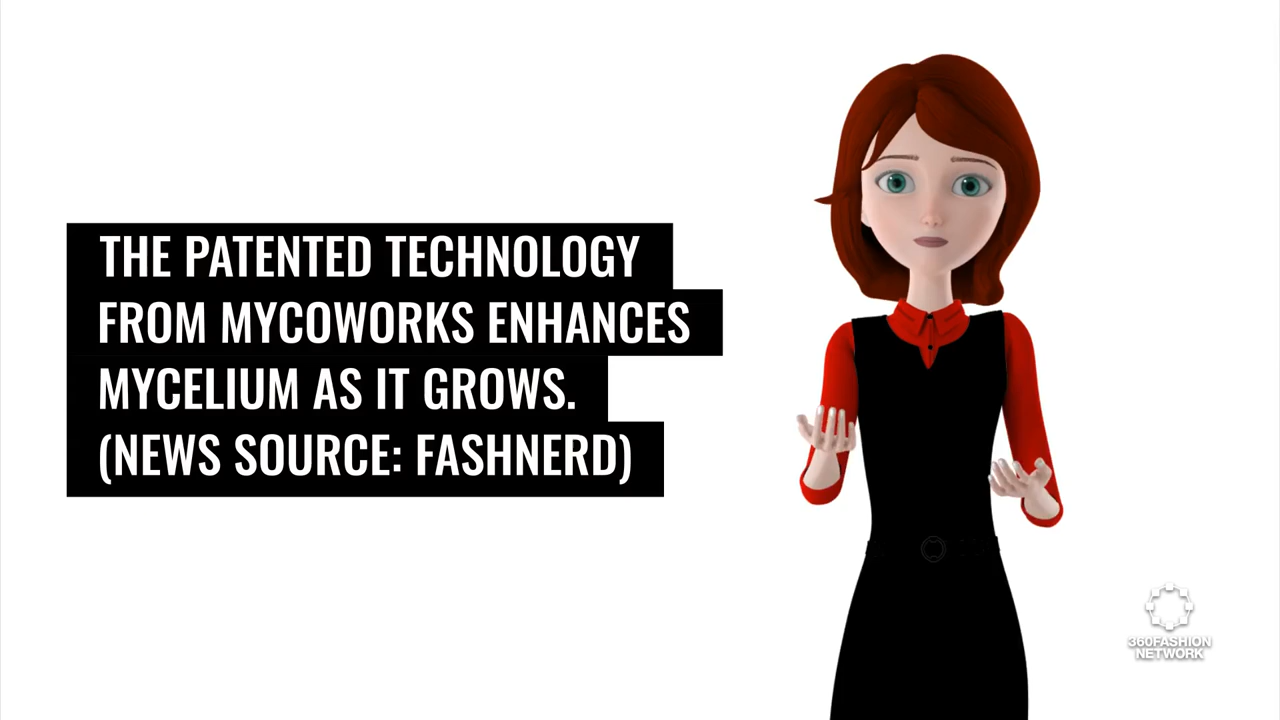 THE PATENTED TECHNOLOGY
FROM MYCOWORKS ENHANCES
MYCELIUM AS IT GROWS.
(NEWS SOURCE: FASHNERD)
360FASHION
NETWORK